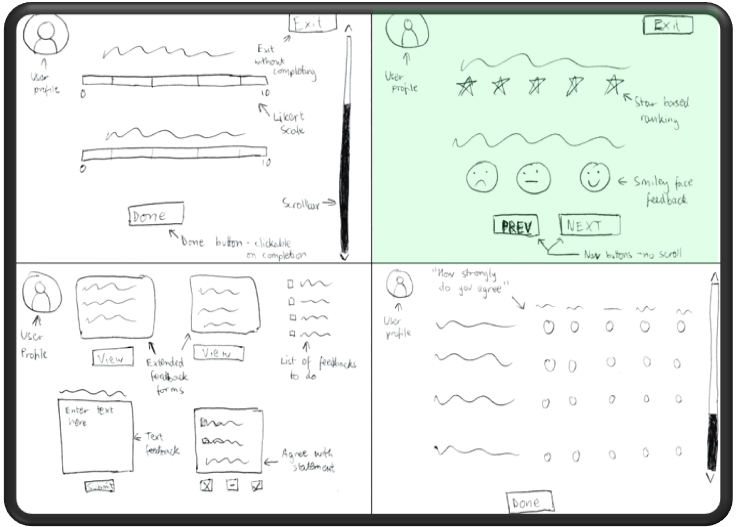 Exit
User
profile
Exit
without
completing
0
10
Likert
Scale
0
10
Scrollbar
Done
Done button - clickable
on completion
Exit
User
profile
Star based
ranking
Smiley face
feedback
PREV
NEXT
Nav buttons - no scroll
User
Profile
View
View
Extended
feedback
forms
List of feedbacks
to do
Enter text
here
Text
feedback
Submit
Agree with
statement
"How strongly
do you agree"
User
profile
Done